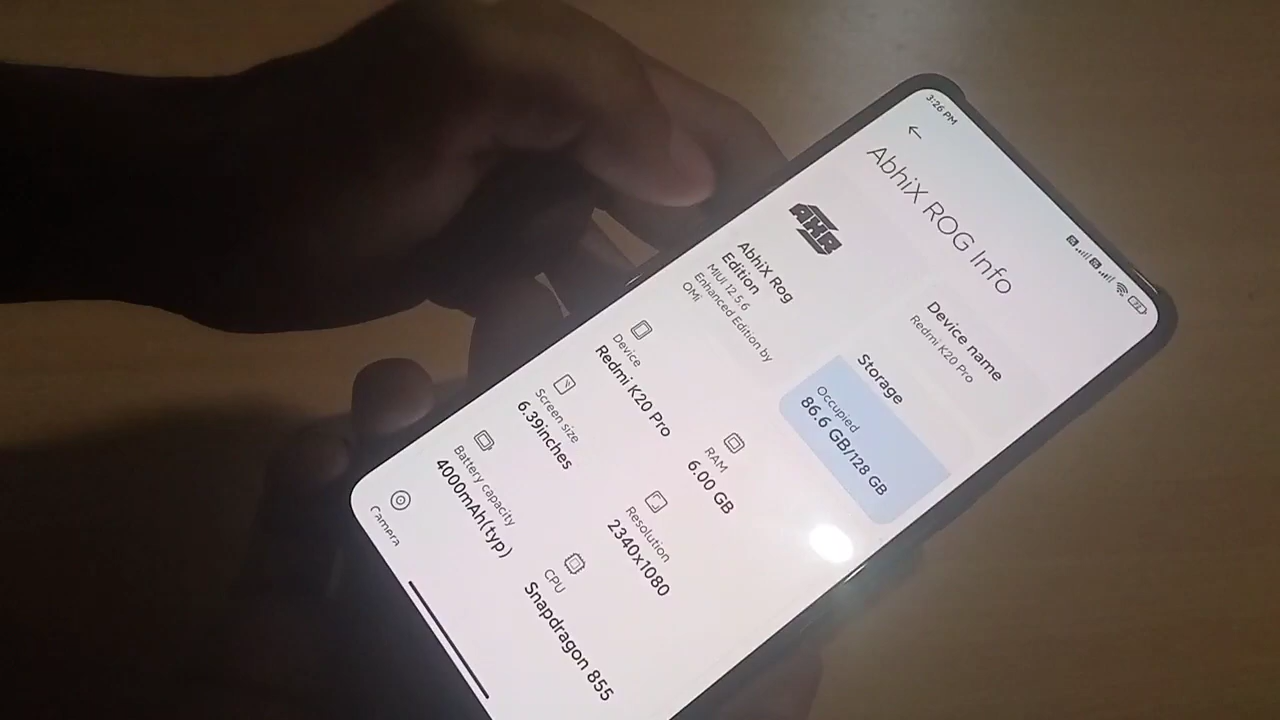 3:26 PM
AbhiX ROG Info
AXR
AbhiX Rog
Edition
MIUI 12.5.6
Enhanced Edition by
OMi
Device name
Redmi K20 Pro
Storage
Occupied
86.6 GB/128 GB
Device
Redmi K20 Pro
RAM
6.00 GB
Screen size
6.39inches
Resolution
2340x1080
Battery capacity
4000mAh(typ)
CPU
Snapdragon 855
Camera